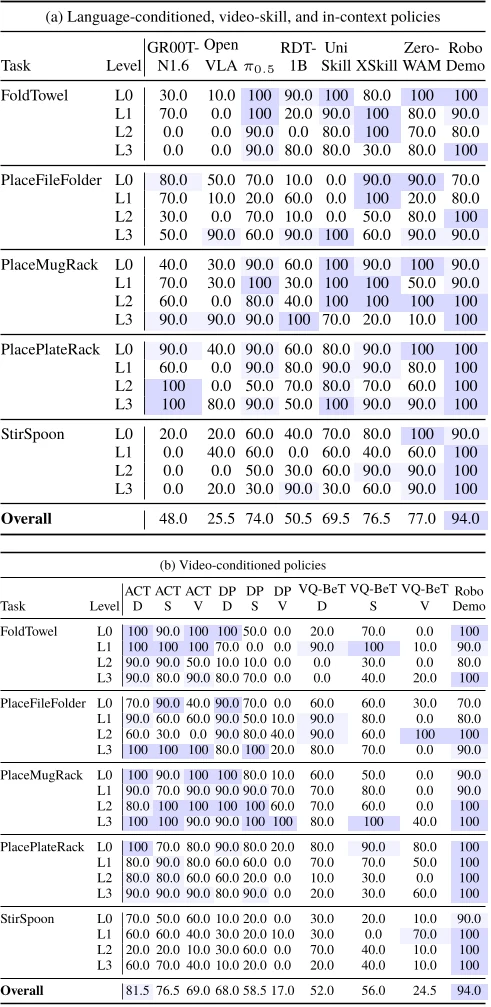 (a) Language-conditioned, video-skill, and in-context policies
GR00T- Open RDT- Uni Zero- Robo
Task Level N1.6 VLA π0.5 1B Skill XSkill WAM Demo
FoldTowel L0 30.0 10.0 100 90.0 100 80.0 100 100
L1 70.0 0.0 100 20.0 90.0 100 80.0 90.0
L2 0.0 0.0 90.0 0.0 80.0 100 70.0 80.0
L3 0.0 0.0 90.0 80.0 80.0 30.0 80.0 100
PlaceFileFolder L0 80.0 50.0 70.0 10.0 0.0 90.0 90.0 70.0
L1 70.0 10.0 20.0 60.0 0.0 100 20.0 80.0
L2 30.0 0.0 70.0 10.0 0.0 50.0 80.0 100
L3 50.0 90.0 60.0 90.0 100 60.0 90.0 90.0
PlaceMugRack L0 40.0 30.0 90.0 60.0 100 90.0 100 90.0
L1 70.0 30.0 100 30.0 100 100 50.0 90.0
L2 60.0 0.0 80.0 40.0 100 100 100 100
L3 90.0 90.0 90.0 100 70.0 20.0 10.0 100
PlacePlateRack L0 90.0 40.0 90.0 60.0 80.0 90.0 100 100
L1 60.0 0.0 90.0 80.0 90.0 90.0 80.0 100
L2 100 0.0 50.0 70.0 80.0 70.0 60.0 100
L3 100 80.0 90.0 50.0 100 90.0 90.0 100
StirSpoon L0 20.0 20.0 60.0 40.0 70.0 80.0 100 90.0
L1 0.0 40.0 60.0 0.0 60.0 40.0 60.0 100
L2 0.0 0.0 50.0 30.0 60.0 90.0 90.0 100
L3 0.0 20.0 30.0 90.0 30.0 60.0 90.0 100
Overall 48.0 25.5 74.0 50.5 69.5 76.5 77.0 94.0
(b) Video-conditioned policies
ACT ACT ACT DP DP DP VQ-BeT VQ-BeT VQ-BeT Robo
Task Level D S V D S V D S V Demo
FoldTowel L0 100 90.0 100 100 50.0 0.0 20.0 70.0 0.0 100
L1 100 100 100 70.0 0.0 0.0 90.0 100 10.0 90.0
L2 90.0 90.0 50.0 10.0 10.0 0.0 0.0 30.0 0.0 80.0
L3 90.0 80.0 90.0 80.0 70.0 0.0 0.0 40.0 20.0 100
PlaceFileFolder L0 70.0 90.0 40.0 90.0 70.0 0.0 60.0 60.0 30.0 70.0
L1 90.0 60.0 60.0 90.0 50.0 10.0 90.0 80.0 0.0 80.0
L2 60.0 30.0 0.0 90.0 80.0 40.0 90.0 60.0 100 100
L3 100 100 100 80.0 100 20.0 80.0 70.0 0.0 90.0
PlaceMugRack L0 100 90.0 100 100 80.0 10.0 60.0 50.0 0.0 90.0
L1 90.0 70.0 90.0 90.0 90.0 70.0 70.0 80.0 0.0 90.0
L2 80.0 100 100 100 100 60.0 70.0 60.0 0.0 100
L3 100 100 90.0 90.0 100 100 80.0 100 40.0 100
PlacePlateRack L0 100 70.0 80.0 90.0 80.0 20.0 80.0 90.0 80.0 100
L1 80.0 90.0 80.0 60.0 60.0 0.0 70.0 70.0 50.0 100
L2 80.0 80.0 60.0 60.0 20.0 0.0 10.0 30.0 0.0 100
L3 90.0 90.0 90.0 80.0 90.0 0.0 20.0 30.0 60.0 100
StirSpoon L0 70.0 50.0 60.0 10.0 20.0 0.0 30.0 20.0 10.0 90.0
L1 60.0 60.0 40.0 30.0 20.0 10.0 30.0 0.0 70.0 100
L2 20.0 20.0 10.0 30.0 60.0 0.0 70.0 40.0 10.0 100
L3 60.0 70.0 40.0 10.0 20.0 0.0 20.0 40.0 10.0 100
Overall 81.5 76.5 69.0 68.0 58.5 17.0 52.0 56.0 24.5 94.0